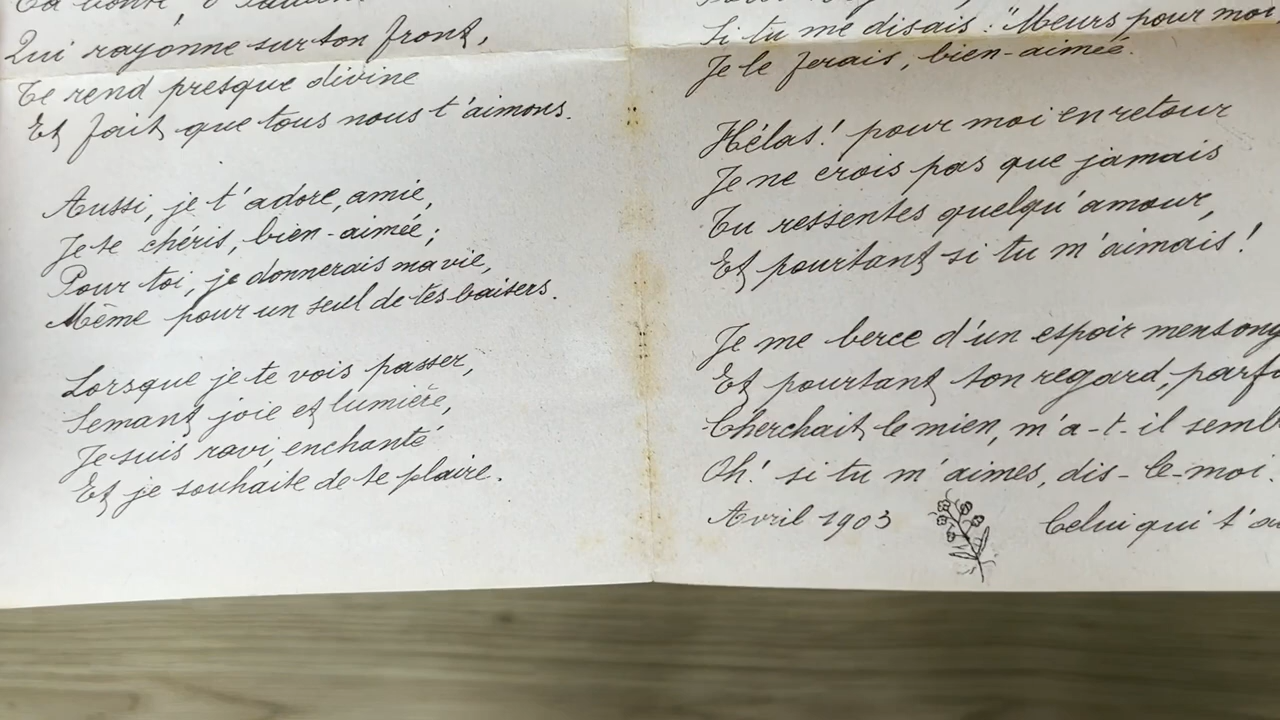 Qui rayonne sur ton front,
Te rend presque divine
Et fait que tous nous t'aimons.
Aussi, je t'adore, amie,
Je te chéris, bien-aimée;
Pour toi, je donnerais ma vie,
Même pour un seul de tes baisers.
Lorsque je te vois passer,
Semant joie et lumière,
Je suis ravi, enchanté
Et je souhaite de te plaire.
Si tu me disais: "Meurs pour moi
Je le ferais, bien-aimée.
Hélas! pour moi en retour
Je ne crois pas que jamais
Tu ressentes quelqu'amour,
Et pourtant si tu m'aimais!
Je me berce d'un espoir
Et pourtant ton regard,
Cherchait le mien, m'a-t-il
Oh! si tu m'aimes, dis-le-moi.
Avril 1903
Celui qui